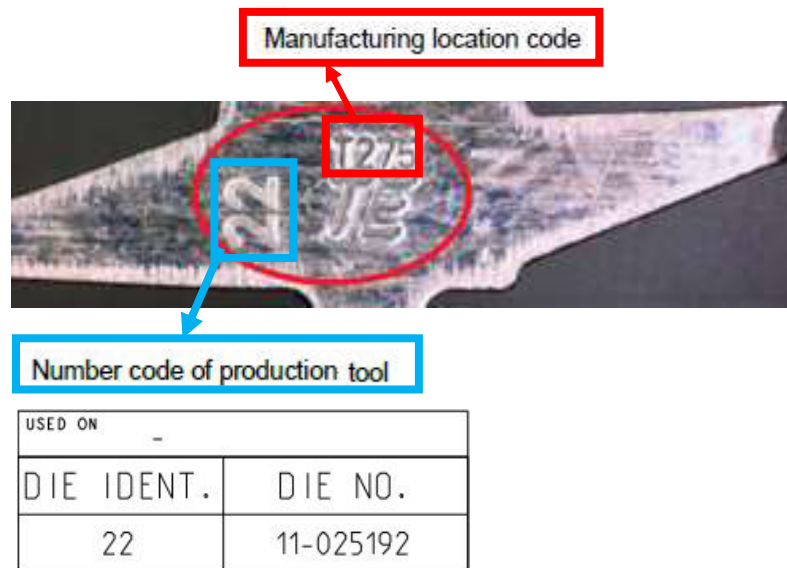 Manufacturing location code
T275
22
TE
Number code of production tool
USED ON
–
DIE IDENT. DIE NO.
22 11-025192